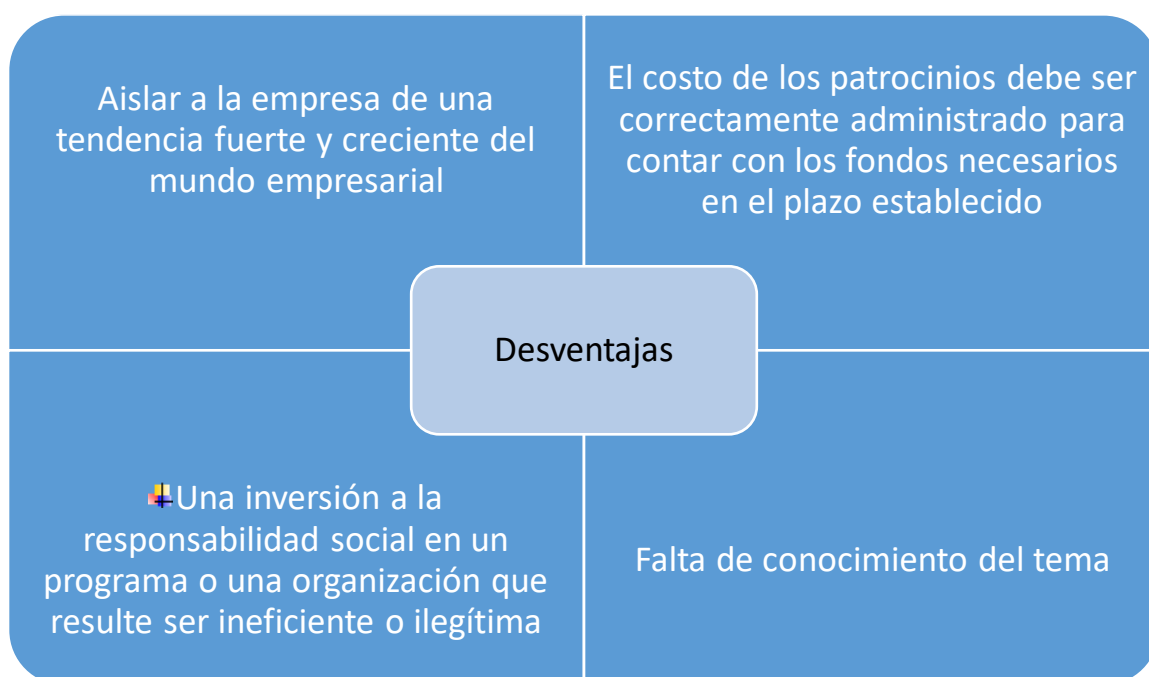 Aislar a la empresa de una
tendencia fuerte y creciente del
mundo empresarial
El costo de los patrocinios debe ser
correctamente administrado para
contar con los fondos necesarios
en el plazo establecido
Desventajas
Una inversión a la
responsabilidad social en un
programa o una organización que
resulte ser ineficiente o ilegítima
Falta de conocimiento del tema